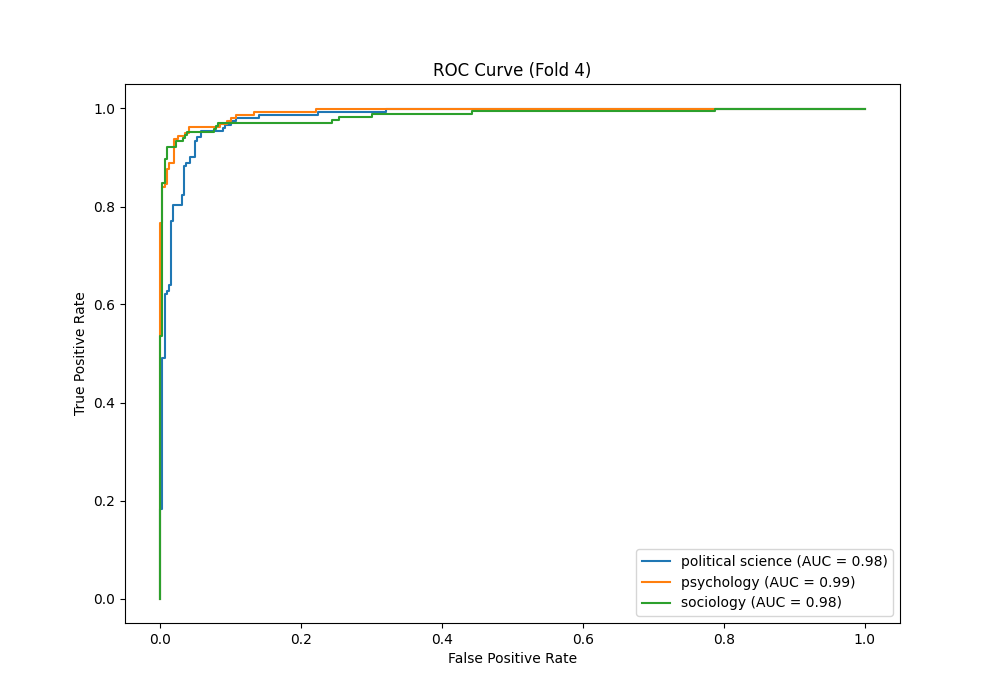 ROC Curve (Fold 4)
True Positive Rate
1.0
0.8
0.6
0.4
0.2
0.0
political science (AUC = 0.98)
psychology (AUC = 0.99)
sociology (AUC = 0.98)
0.0 0.2 0.4 0.6 0.8 1.0
False Positive Rate